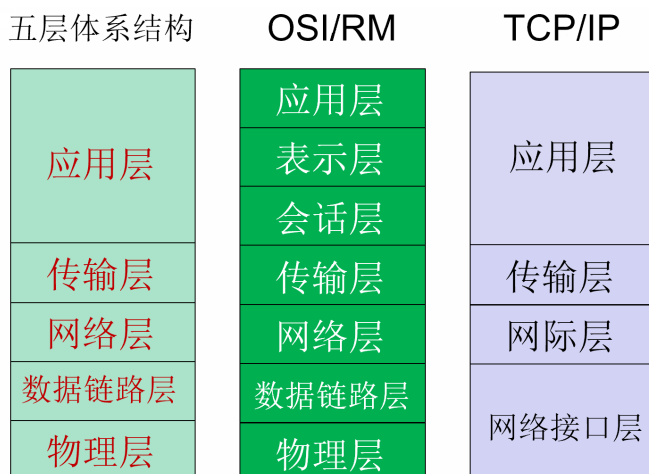 五层体系结构
应用层
传输层
网络层
数据链路层
物理层
OSI/RM
应用层
表示层
会话层
传输层
网络层
数据链路层
物理层
TCP/IP
应用层
传输层
网际层
网络接口层